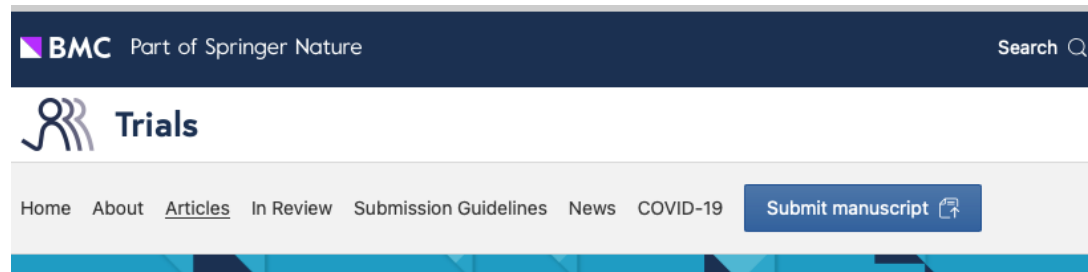 BMC Part of Springer Nature Search
Trials
Home About Articles In Review Submission Guidelines News COVID-19 Submit manuscript